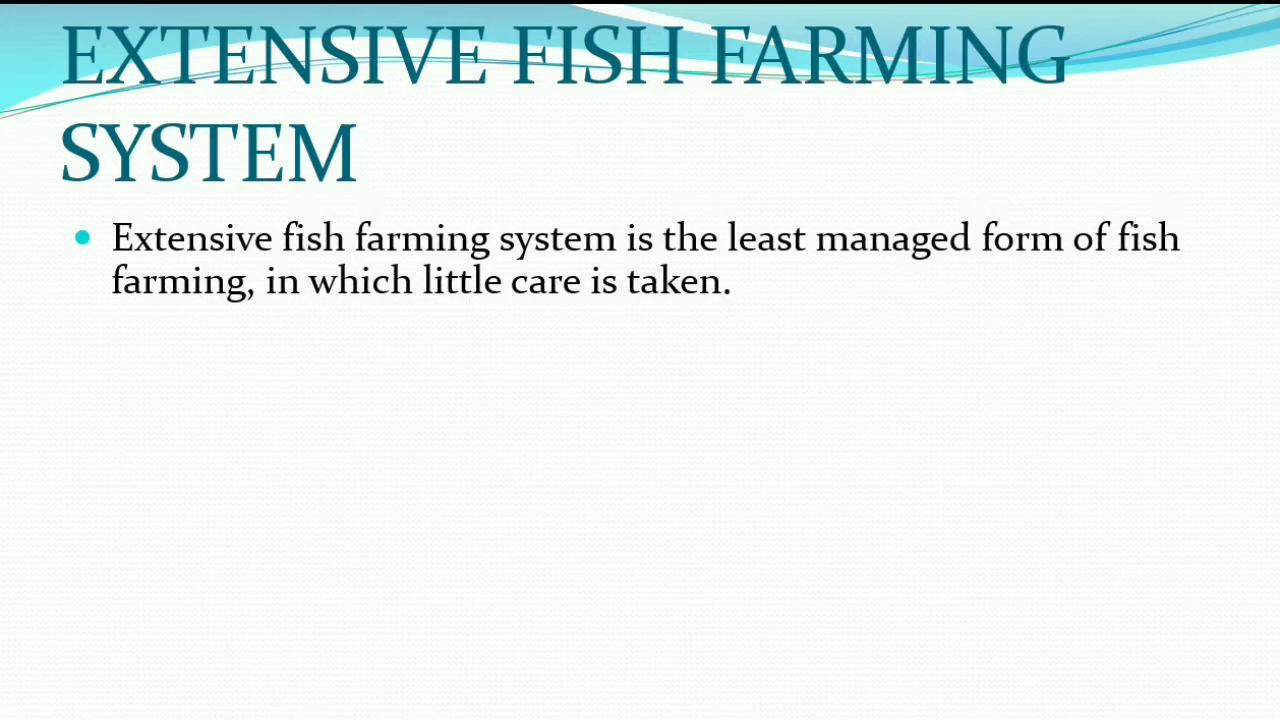 EXTENSIVE FISH FARMING
SYSTEM
Extensive fish farming system is the least managed form of fish
farming, in which little care is taken.